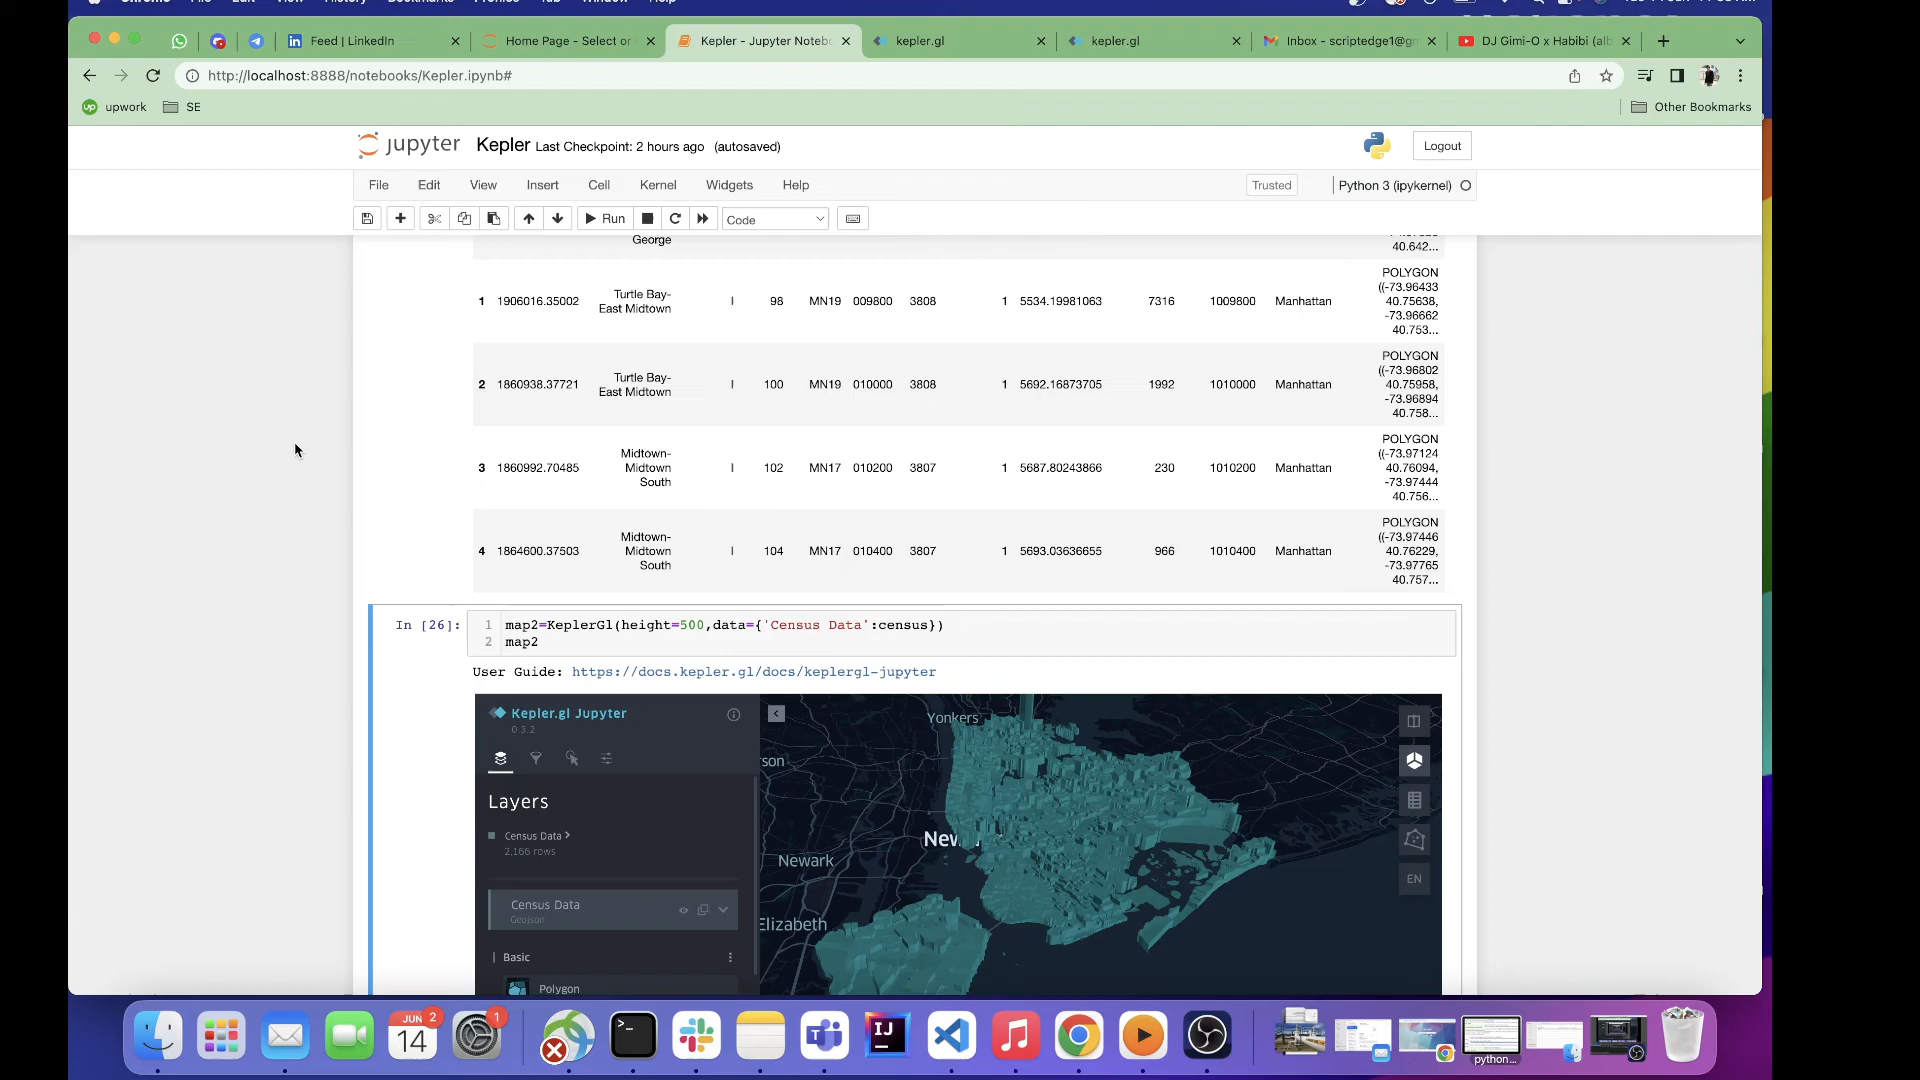 Feed | LinkedIn
Home Page - Select or
Kepler - Jupyter Notebo
kepler.gl
kepler.gl
Inbox - scriptedge1@gm
DJ Gimi-O x Habibi (alb
http://localhost:8888/notebooks/Kepler.ipynb#
up upwork
SE
Other Bookmarks
jupyter
Kepler Last Checkpoint: 2 hours ago (autosaved)
Logout
File Edit View Insert Cell Kernel Widgets Help
Trusted
Python 3 (ipykernel)
Run
Code
George
40.642...
1 1906016.35002 Turtle Bay-East Midtown I 98 MN19 009800 3808 1 5534.19981063 7316 1009800 Manhattan
POLYGON
((-73.96433
40.75638,
-73.96662
40.753...
2 1860938.37721 Turtle Bay-East Midtown I 100 MN19 010000 3808 1 5692.16873705 1992 1010000 Manhattan
POLYGON
((-73.96802
40.75958,
-73.96894
40.758...
3 1860992.70485 Midtown-Midtown South I 102 MN17 010200 3807 1 5687.80243866 230 1010200 Manhattan
POLYGON
((-73.97124
40.76094,
-73.97444
40.756...
4 1864600.37503 Midtown-Midtown South I 104 MN17 010400 3807 1 5693.03636655 966 1010400 Manhattan
POLYGON
((-73.97446
40.76229,
-73.97765
40.757...
In [26]:
1 map2=KeplerGl(height=500,data={'Census Data':census})
2 map2
User Guide: https://docs.kepler.gl/docs/keplergl-jupyter
Kepler.gl Jupyter
0.3.2
Layers
Census Data
2,166 rows
Census Data
Geojson
Basic
Polygon
Yonkers
son
Newark
Elizabeth
EN
JUN 2
14
1
IJ
python...